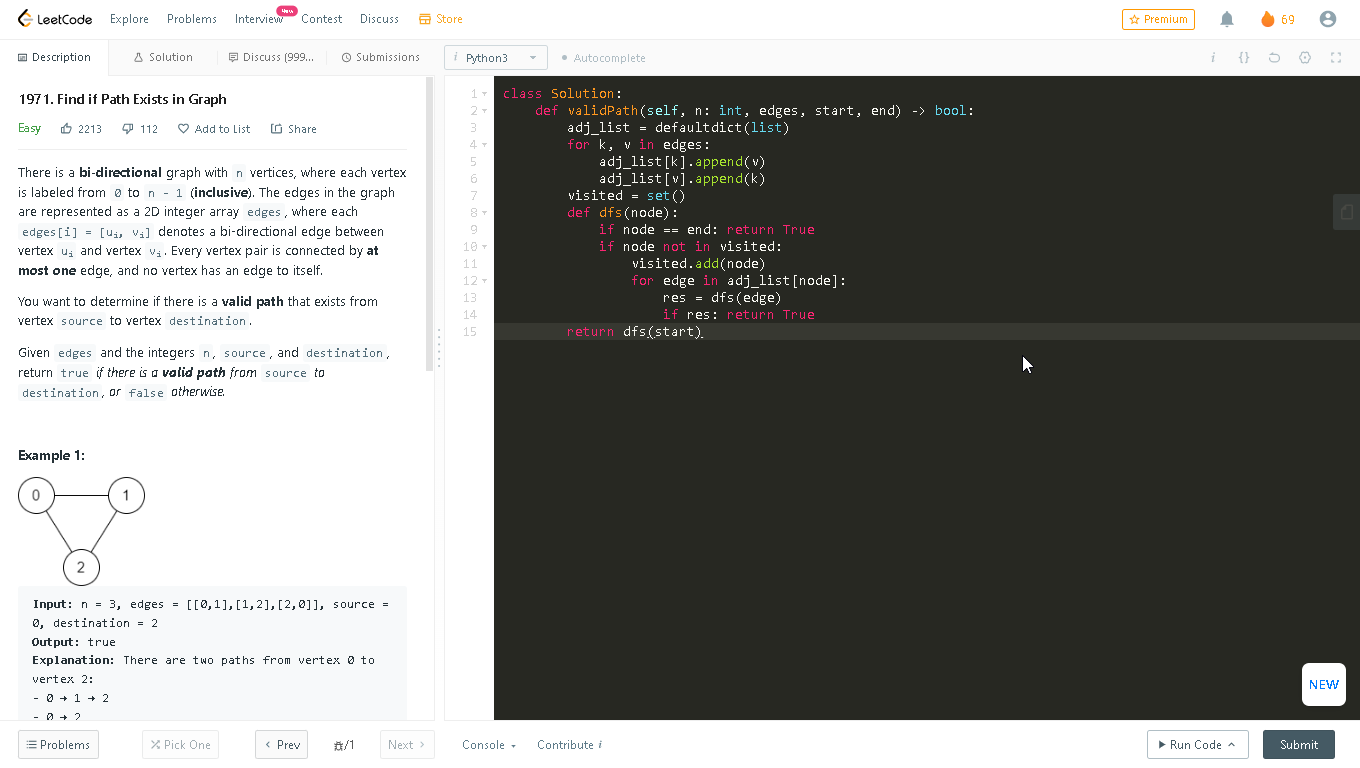 LeetCode Explore Problems Interview New Contest Discuss Store Premium 69
Description Solution Discuss (999... Submissions i Python3 Autocomplete i {}
1971. Find if Path Exists in Graph
Easy 2213 112 Add to List Share
There is a bi-directional graph with n vertices, where each vertex
is labeled from 0 to n - 1 (inclusive). The edges in the graph
are represented as a 2D integer array edges, where each
edges[i] = [ui, vi] denotes a bi-directional edge between
vertex ui and vertex vi. Every vertex pair is connected by at
most one edge, and no vertex has an edge to itself.
You want to determine if there is a valid path that exists from
vertex source to vertex destination.
Given edges and the integers n, source, and destination,
return true if there is a valid path from source to
destination, or false otherwise.
Example 1:
0 1
2
Input: n = 3, edges = [[0,1],[1,2],[2,0]], source =
0, destination = 2
Output: true
Explanation: There are two paths from vertex 0 to
vertex 2:
- 0 → 1 → 2
- 0 → 2
1 class Solution:
2 def validPath(self, n: int, edges, start, end) -> bool:
3 adj_list = defaultdict(list)
4 for k, v in edges:
5 adj_list[k].append(v)
6 adj_list[v].append(k)
7 visited = set()
8 def dfs(node):
9 if node == end: return True
10 if node not in visited:
11 visited.add(node)
12 for edge in adj_list[node]:
13 res = dfs(edge)
14 if res: return True
15 return dfs(start)
NEW
Problems Pick One Prev /1 Next Console Contribute i Run Code Submit